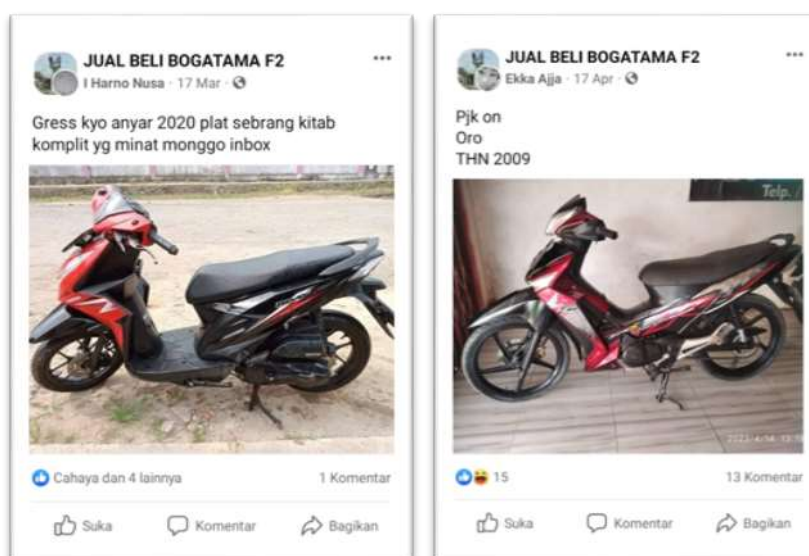 JUAL BELI BOGATAMA F2
I Harno Nusa · 17 Mar ·
Gress kyo anyar 2020 plat sebrang kitab
komplit yg minat monggo inbox
Cahaya dan 4 lainnya
1 Komentar
Suka
Komentar
Bagikan
JUAL BELI BOGATAMA F2
Ekka Ajja · 17 Apr ·
Pjk on
Oro
THN 2009
Telp.
15
13 Komentar
Suka
Komentar
Bagikan